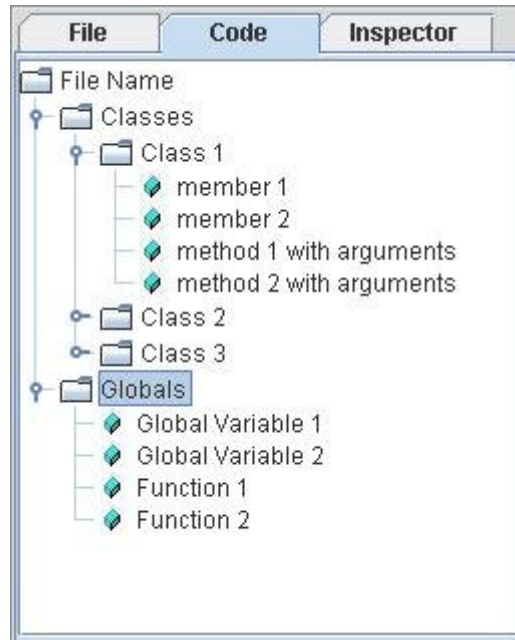 File Code Inspector
File Name
Classes
Class 1
member 1
member 2
method 1 with arguments
method 2 with arguments
Class 2
Class 3
Globals
Global Variable 1
Global Variable 2
Function 1
Function 2